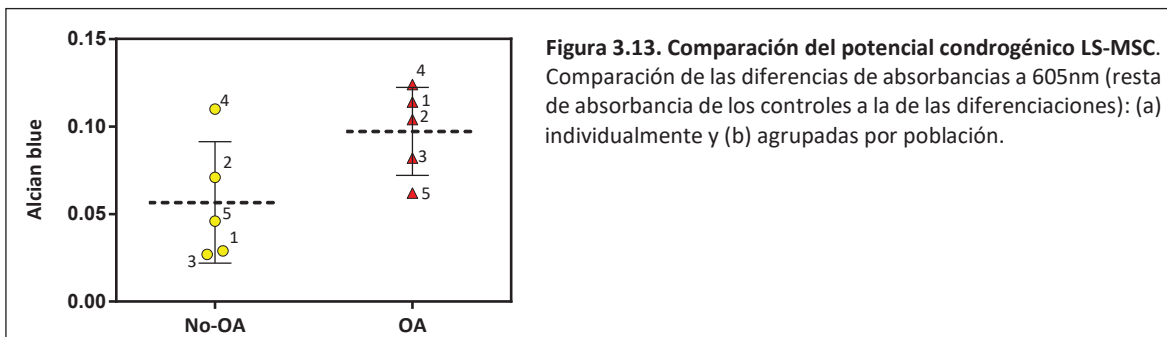 0.15
0.10
0.05
0.00
Alcian blue
4
2
5
1
3
4
1
2
3
5
No-OA
OA
Figura 3.13. Comparación del potencial condrogénico LS-MSC.
Comparación de las diferencias de absorbancias a 605nm (resta
de absorbancia de los controles a la de las diferenciaciones): (a)
individualmente y (b) agrupadas por población.